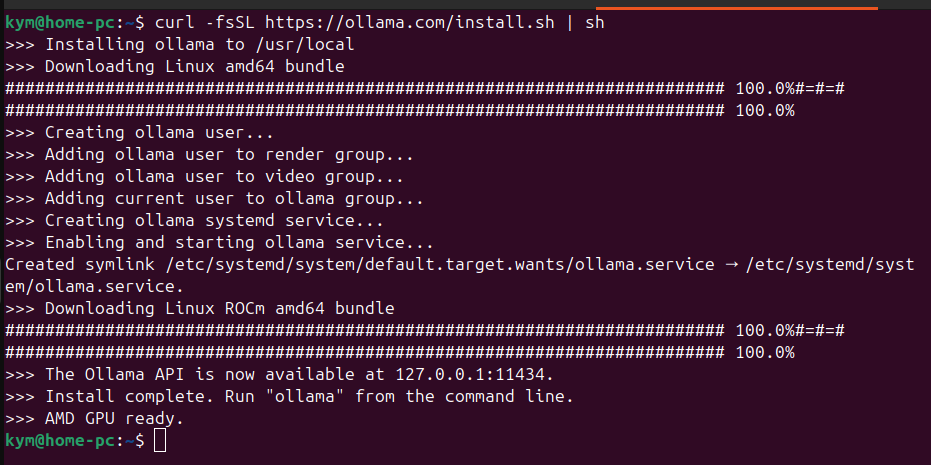 kym@home-pc:~$ curl -fsSL https://ollama.com/install.sh | sh
>>> Installing ollama to /usr/local
>>> Downloading Linux amd64 bundle
######################################################################## 100.0%#=#=#
######################################################################## 100.0%
>>> Creating ollama user...
>>> Adding ollama user to render group...
>>> Adding ollama user to video group...
>>> Adding current user to ollama group...
>>> Creating ollama systemd service...
>>> Enabling and starting ollama service...
Created symlink /etc/systemd/system/default.target.wants/ollama.service → /etc/systemd/syst
em/ollama.service.
>>> Downloading Linux ROCm amd64 bundle
######################################################################## 100.0%#=#=#
######################################################################## 100.0%
>>> The Ollama API is now available at 127.0.0.1:11434.
>>> Install complete. Run "ollama" from the command line.
>>> AMD GPU ready.
kym@home-pc:~$